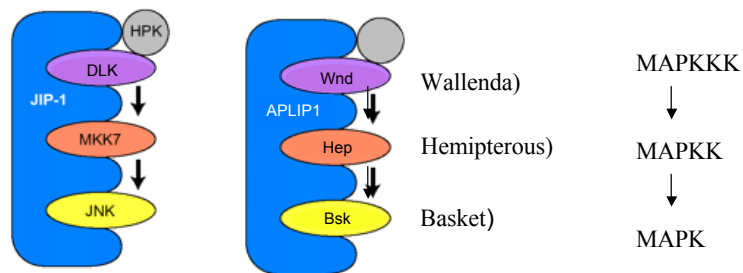 HPK
DLK
JIP-1
MKK7
JNK
Wnd
APLIP1
Hep
Bsk
Wallenda)
Hemipterous)
Basket)
MAPKKK
MAPKK
MAPK